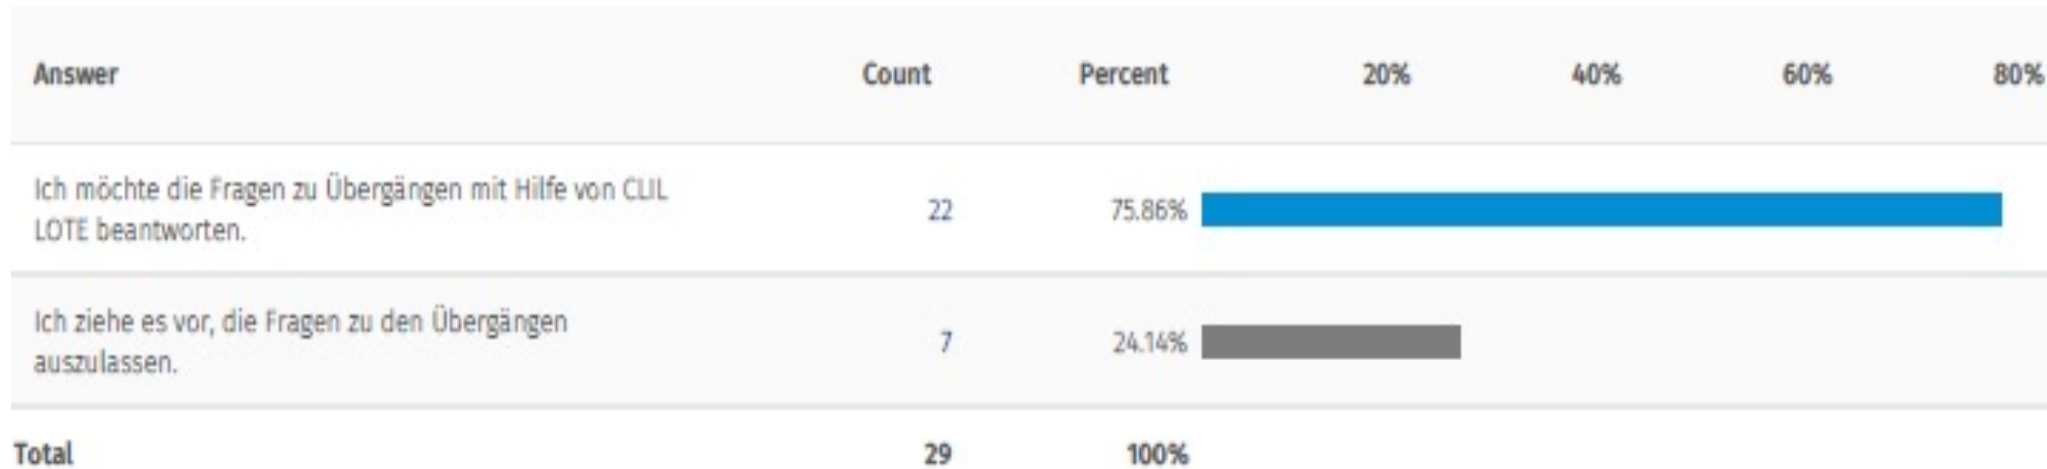 Answer Count Percent 20% 40% 60% 80%
Ich möchte die Fragen zu Übergängen mit Hilfe von CLIL
LOTE beantworten.
22 75.86%
Ich ziehe es vor, die Fragen zu den Übergängen
auszulassen.
7 24.14%
Total 29 100%